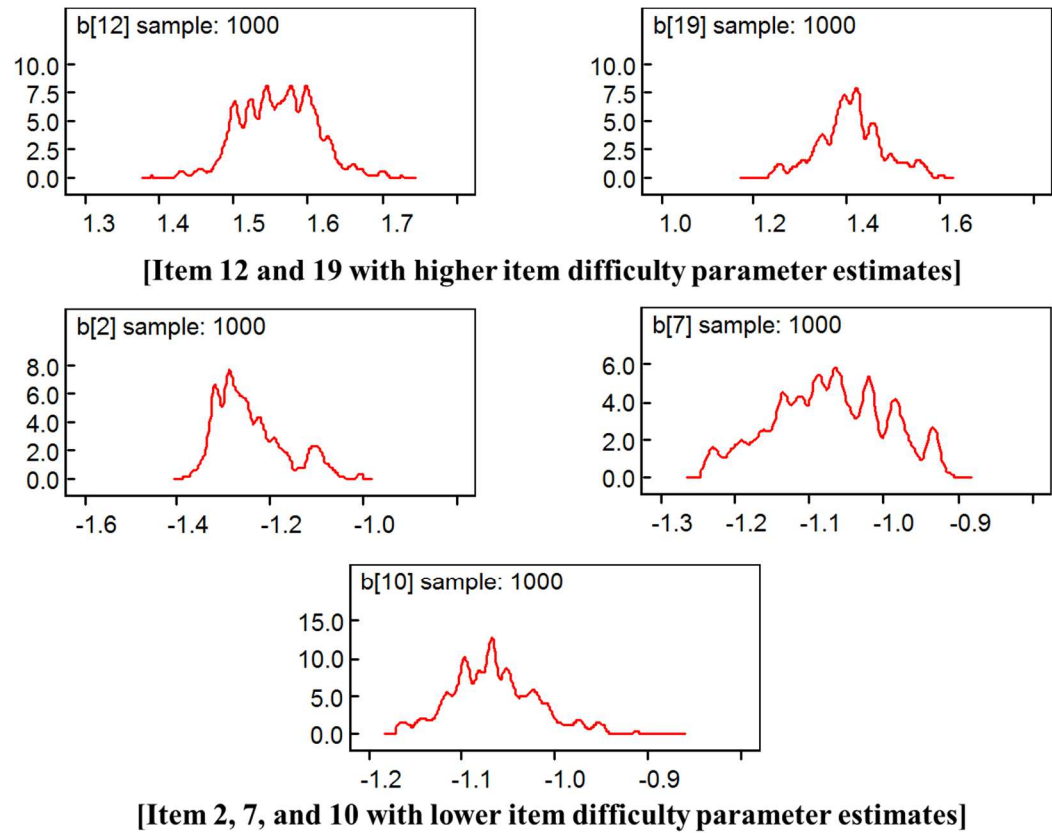 b[12] sample: 1000
10.0
7.5
5.0
2.5
0.0
1.3 1.4 1.5 1.6 1.7
b[19] sample: 1000
10.0
7.5
5.0
2.5
0.0
1.0 1.2 1.4 1.6
[Item 12 and 19 with higher item difficulty parameter estimates]
b[2] sample: 1000
8.0
6.0
4.0
2.0
0.0
-1.6 -1.4 -1.2 -1.0
b[7] sample: 1000
6.0
4.0
2.0
0.0
-1.3 -1.2 -1.1 -1.0 -0.9
b[10] sample: 1000
15.0
10.0
5.0
0.0
-1.2 -1.1 -1.0 -0.9
[Item 2, 7, and 10 with lower item difficulty parameter estimates]